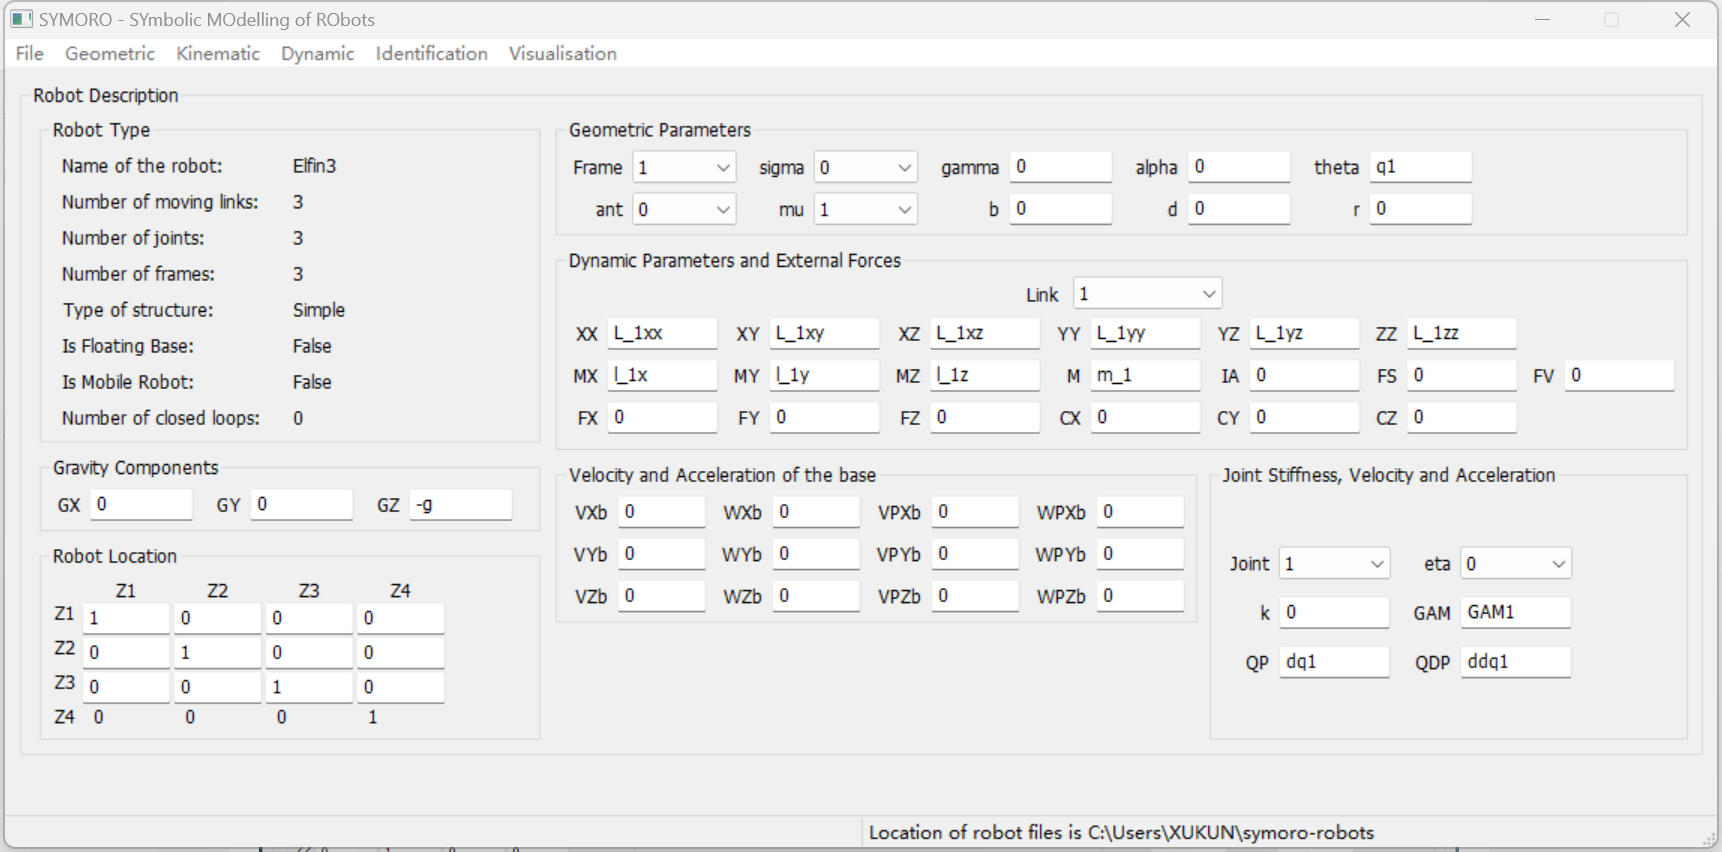 SYMORO - SYmbolic MOdelling of RObots
File Geometric Kinematic Dynamic Identification Visualisation
Robot Description
Robot Type
Name of the robot: Elfin3
Number of moving links: 3
Number of joints: 3
Number of frames: 3
Type of structure: Simple
Is Floating Base: False
Is Mobile Robot: False
Number of closed loops: 0
Gravity Components
GX 0 GY 0 GZ -g
Robot Location
Z1 Z2 Z3 Z4
Z1 1 0 0 0
Z2 0 1 0 0
Z3 0 0 1 0
Z4 0 0 0 1
Geometric Parameters
Frame 1 sigma 0 gamma 0 alpha 0 theta q1
ant 0 mu 1 b 0 d 0 r 0
Dynamic Parameters and External Forces
Link 1
XX L_1xx XY L_1xy XZ L_1xz YY L_1yy YZ L_1yz ZZ L_1zz
MX l_1x MY l_1y MZ l_1z M m_1 IA 0 FS 0 FV 0
FX 0 FY 0 FZ 0 CX 0 CY 0 CZ 0
Velocity and Acceleration of the base
VXb 0 WXb 0 VPXb 0 WPXb 0
VYb 0 WYb 0 VPYb 0 WPYb 0
VZb 0 WZb 0 VPZb 0 WPZb 0
Joint Stiffness, Velocity and Acceleration
Joint 1 eta 0
k 0 GAM GAM1
QP dq1 QDP ddq1
Location of robot files is C:\Users\XUKUN\symoro-robots